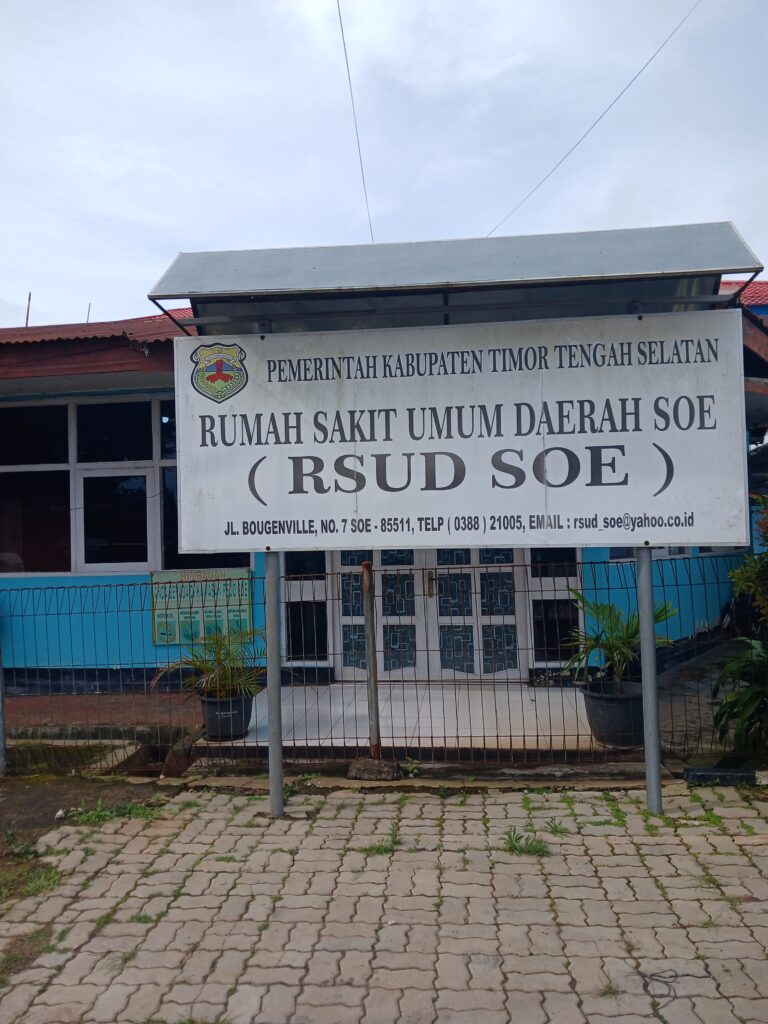 PEMERINTAH KABUPATEN TIMOR TENGAH SELATAN
RUMAH SAKIT UMUM DAERAH SOE
( RSUD SOE )
JL. BOUGENVILLE, NO. 7 SOE - 85511, TELP ( 0388 ) 21005, EMAIL : rsud_soe@yahoo.co.id